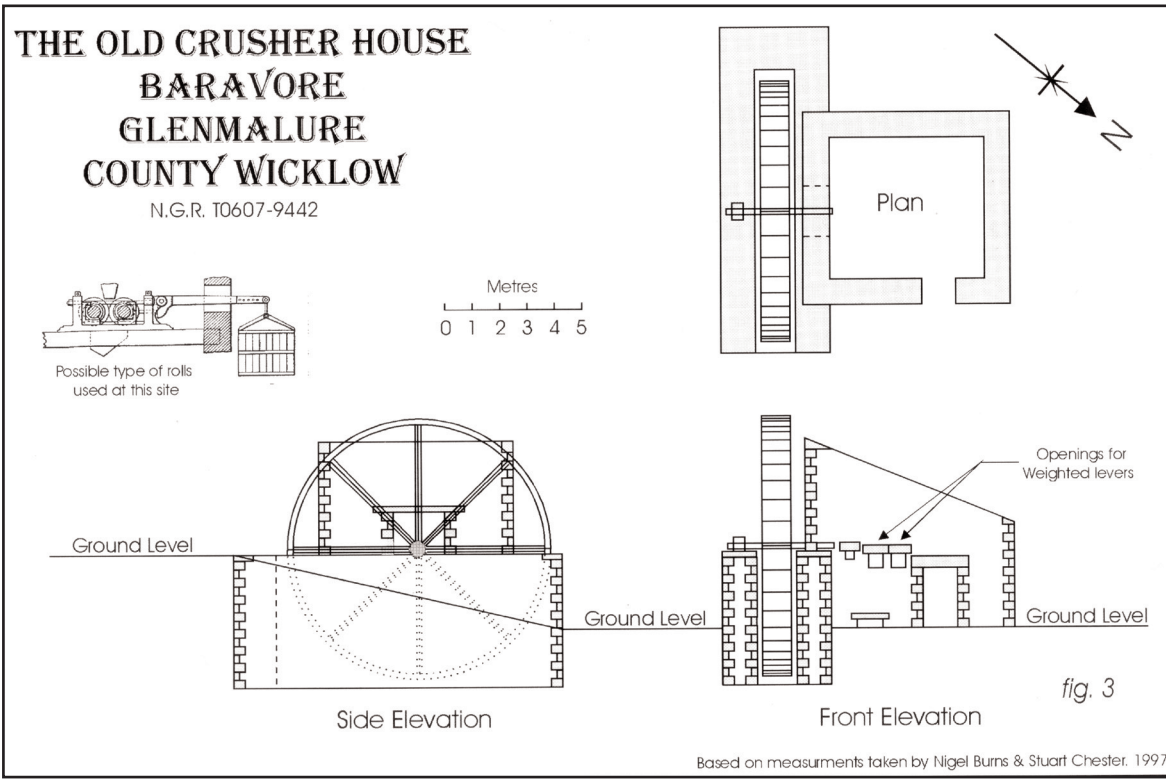 THE OLD CRUSHER HOUSE
BARAVORE
GLENMALURE
COUNTY WICKLOW
N.G.R. T0607-9442
N
Plan
Metres
0 1 2 3 4 5
Possible type of rolls
used at this site
Openings for
Weighted levers
Ground Level
Ground Level
Ground Level
fig. 3
Side Elevation
Front Elevation
Based on measurments taken by Nigel Burns & Stuart Chester. 1997